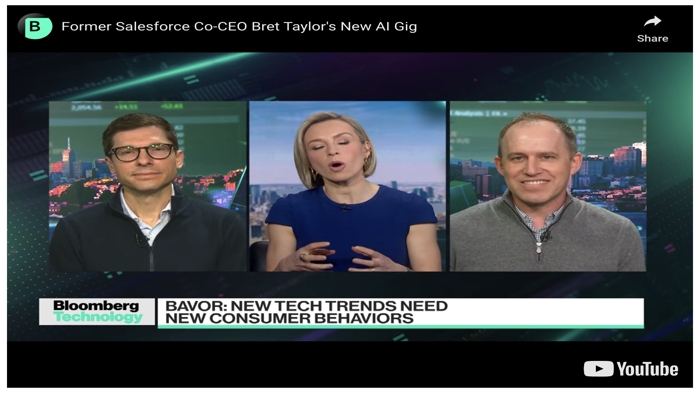 B
Former Salesforce Co-CEO Bret Taylor's New AI Gig
Share
Bloomberg
Technology
BAVOR: NEW TECH TRENDS NEED
NEW CONSUMER BEHAVIORS
YouTube